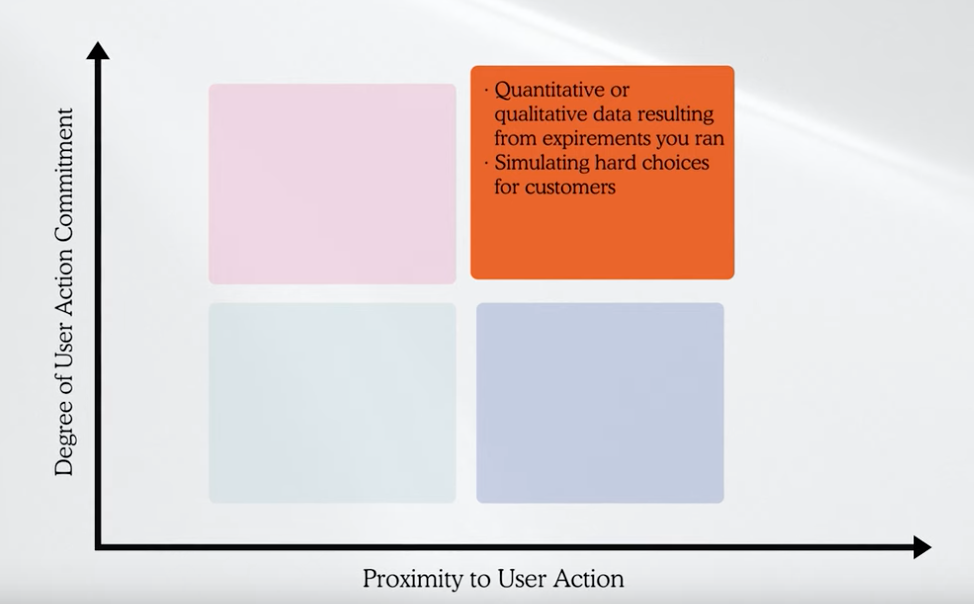 Degree of User Action Commitment
· Quantitative or
qualitative data resulting
from expirements you ran
· Simulating hard choices
for customers
Proximity to User Action